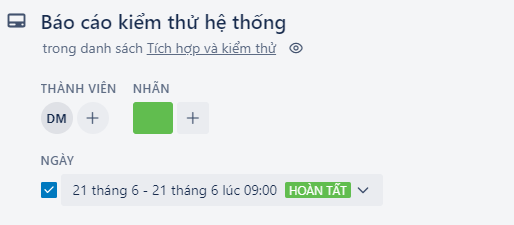 Báo cáo kiểm thử hệ thống
trong danh sách Tích hợp và kiểm thử
THÀNH VIÊN NHÃN
DM + +
NGÀY
21 tháng 6 - 21 tháng 6 lúc 09:00 HOÀN TẤT